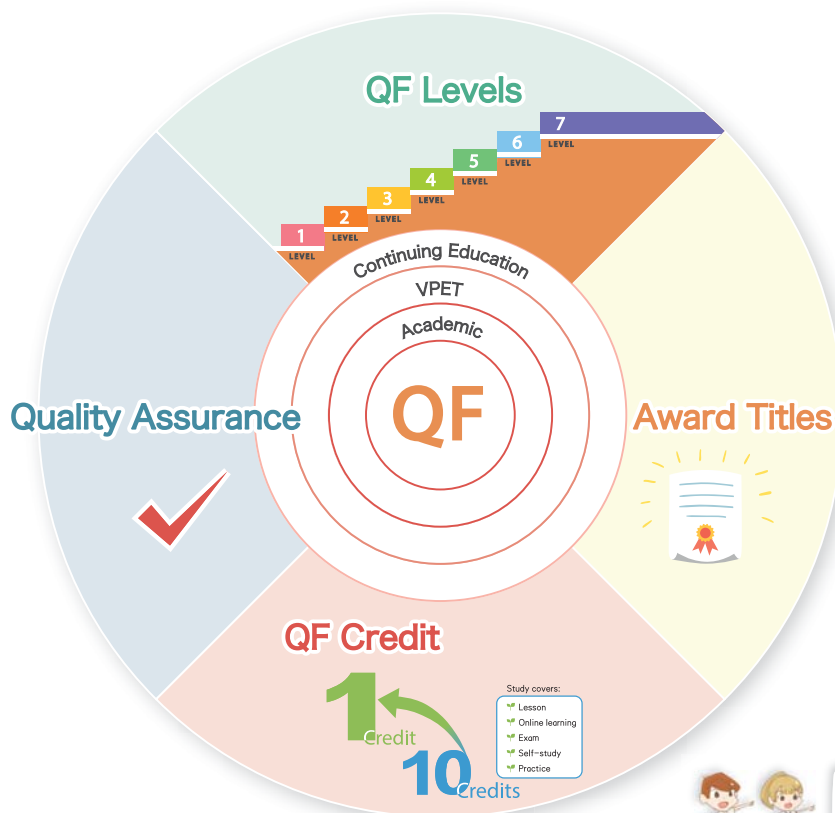 QF Levels
7
LEVEL
6
LEVEL
5
LEVEL
4
LEVEL
3
LEVEL
2
LEVEL
1
LEVEL
Continuing Education
VPET
Academic
QF
Quality Assurance
Award Titles
QF Credit
1
Credit
10
Credits
Study covers:
Lesson
Online learning
Exam
Self-study
Practice